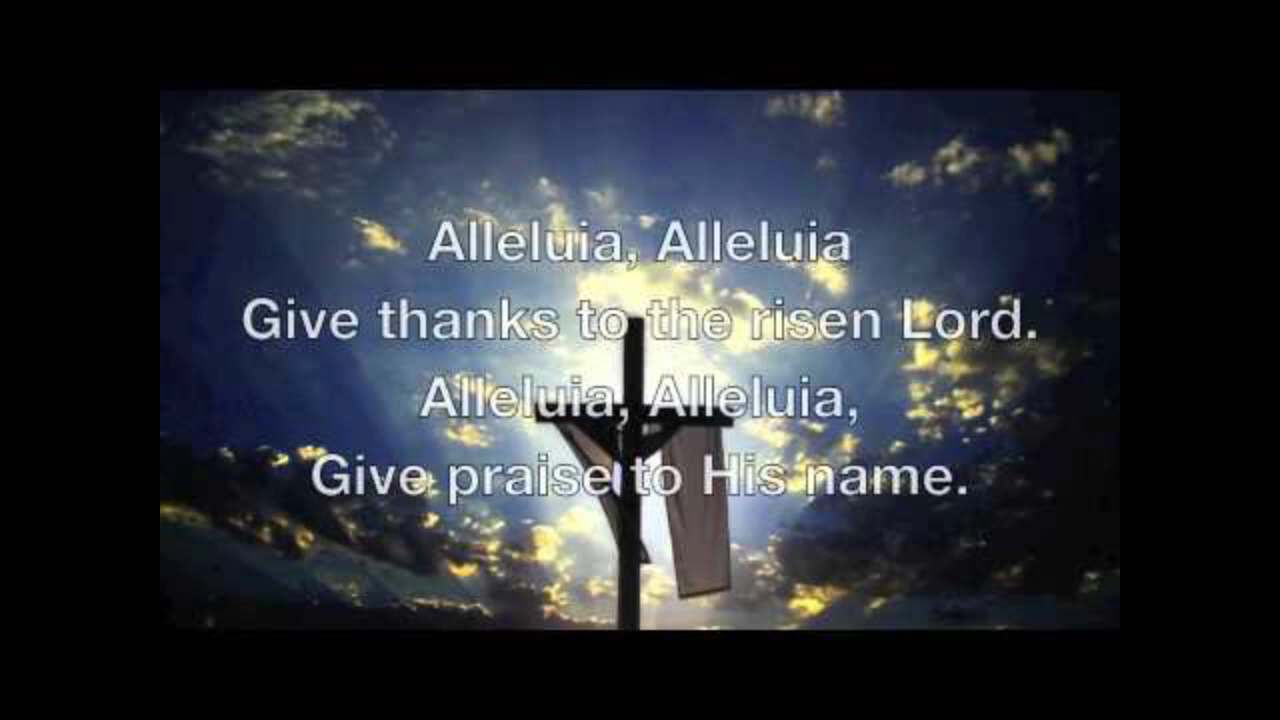 Alleluia, Alleluia
Give thanks to the risen Lord.
Alleluia, Alleluia,
Give praise to His name.